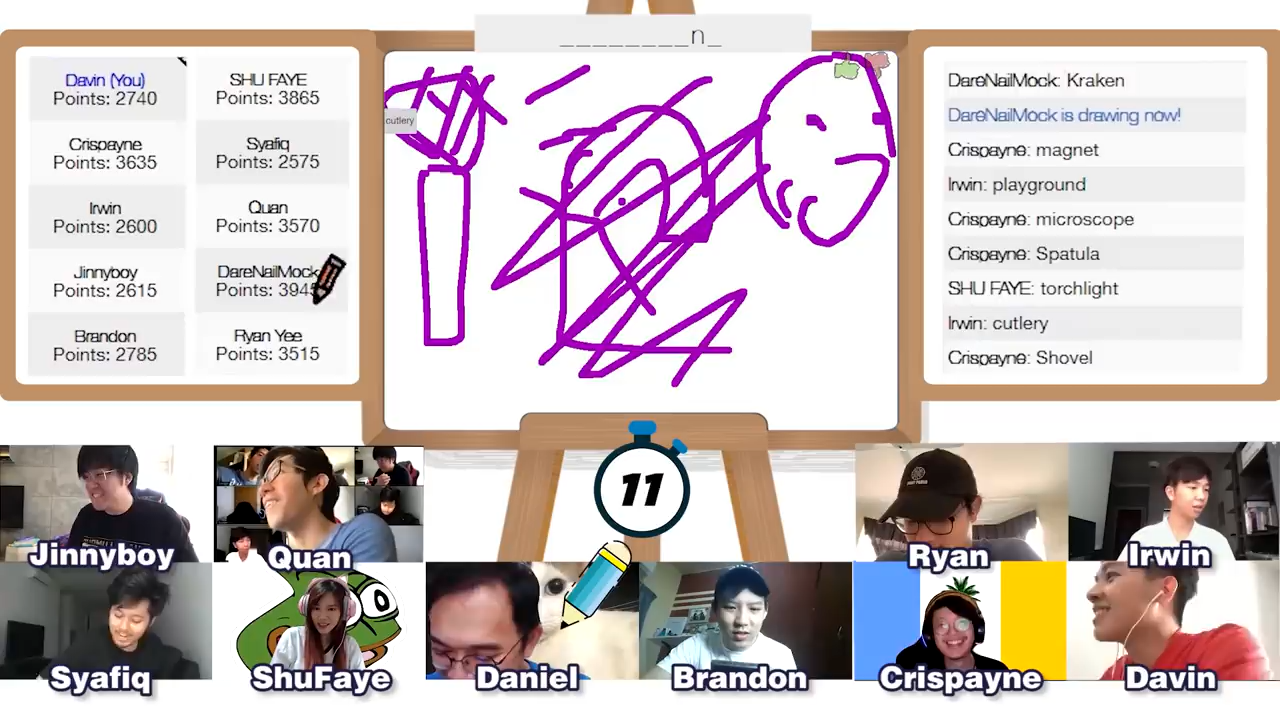 ________n_
Davin (You)
Points: 2740
SHU FAYE
Points: 3865
Crispayne
Points: 3635
Syafiq
Points: 2575
Irwin
Points: 2600
Quan
Points: 3570
Jinnyboy
Points: 2615
DareNailMock
Points: 3945
Brandon
Points: 2785
Ryan Yee
Points: 3515
cutlery
DareNailMock: Kraken
DareNailMock is drawing now!
Crispayne: magnet
Irwin: playground
Crispayne: microscope
Crispayne: Spatula
SHU FAYE: torchlight
Irwin: cutlery
Crispayne: Shovel
11
Jinnyboy
Quan
Ryan
Irwin
Syafiq
ShuFaye
Daniel
Brandon
Crispayne
Davin